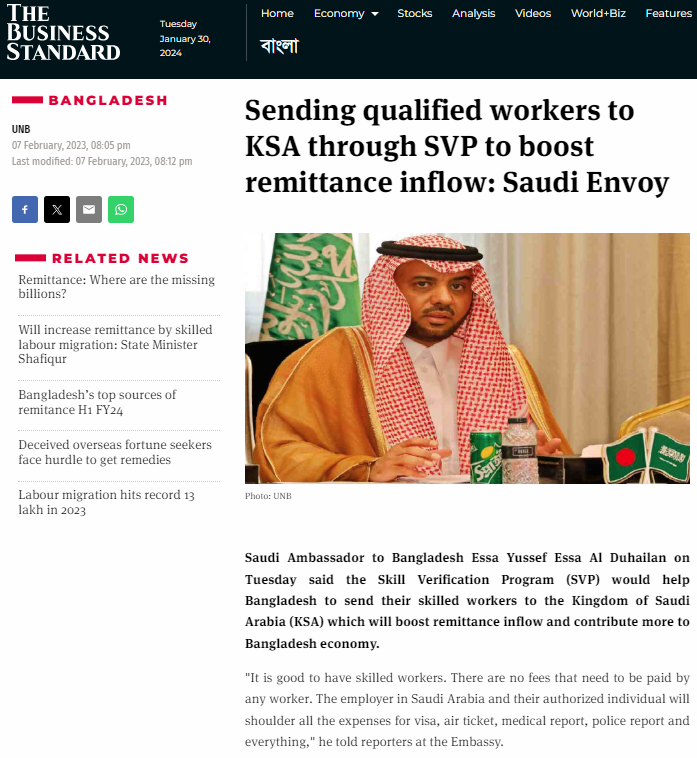 THE
BUSINESS
STANDARD
Tuesday
January 30,
2024
Home Economy Stocks Analysis Videos World+Biz Features
বাংলা
BANGLADESH
UNB
07 February, 2023, 08:05 pm
Last modified: 07 February, 2023, 08:12 pm
RELATED NEWS
Remittance: Where are the missing
billions?
Will increase remittance by skilled
labour migration: State Minister
Shafiqur
Bangladesh's top sources of
remitance H1 FY24
Deceived overseas fortune seekers
face hurdle to get remedies
Labour migration hits record 13
lakh in 2023
Sending qualified workers to
KSA through SVP to boost
remittance inflow: Saudi Envoy
Photo: UNB
Saudi Ambassador to Bangladesh Essa Yussef Essa Al Duhailan on
Tuesday said the Skill Verification Program (SVP) would help
Bangladesh to send their skilled workers to the Kingdom of Saudi
Arabia (KSA) which will boost remittance inflow and contribute more to
Bangladesh economy.
"It is good to have skilled workers. There are no fees that need to be paid by
any worker. The employer in Saudi Arabia and their authorized individual will
shoulder all the expenses for visa, air ticket, medical report, police report and
everything," he told reporters at the Embassy.